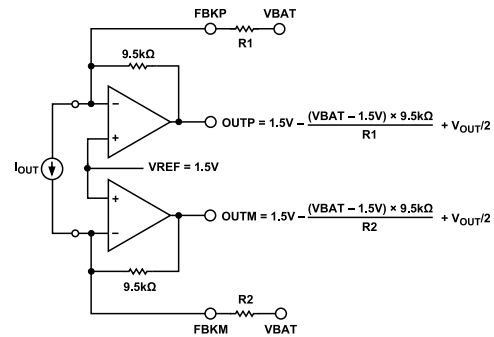 FBKP VBAT
R1
9.5kΩ
−
+
OUTP = 1.5V − (VBAT − 1.5V) × 9.5kΩ / R1 + VOUT/2
IOUT
VREF = 1.5V
+
−
OUTM = 1.5V − (VBAT − 1.5V) × 9.5kΩ / R2 + VOUT/2
9.5kΩ
R2
FBKM VBAT